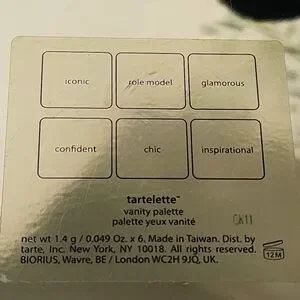 iconic role model glamorous
confident chic inspirational
tartelette™
vanity palette
palette yeux vanité
net wt 1.4 g / 0.049 Oz. x 6. Made in Taiwan. Dist. by
tarte, Inc. New York, NY 10018. All rights reserved.
BIORIUS, Wavre, BE / London WC2H 9JQ, UK.
12M